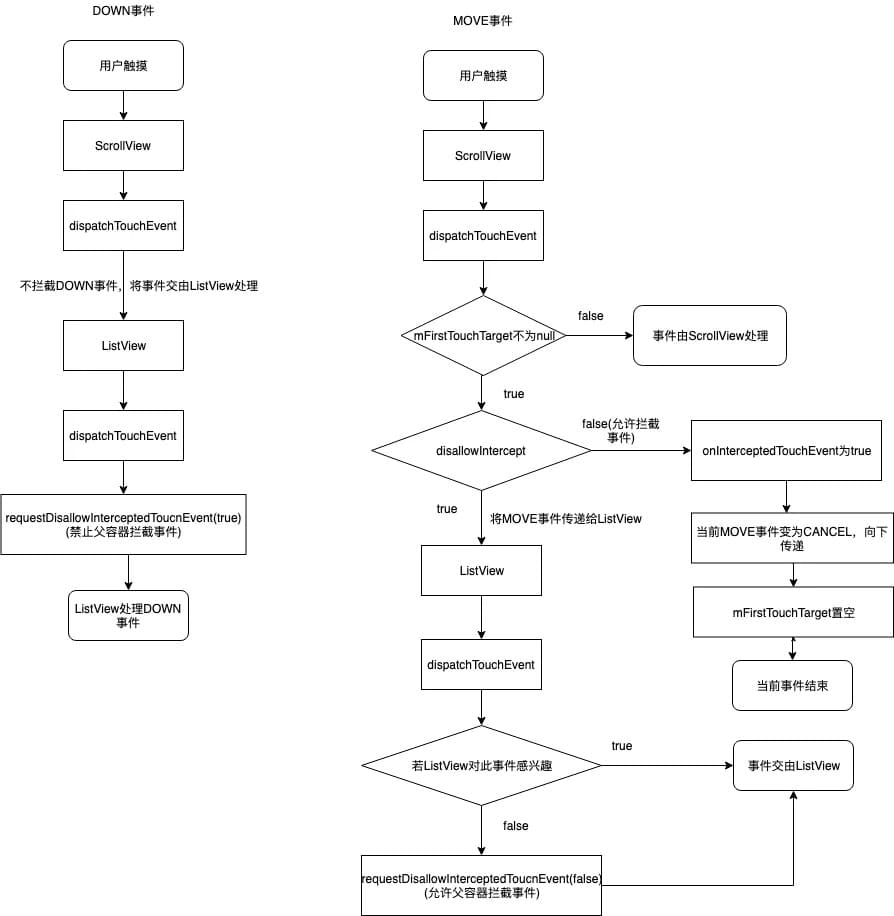 DOWN事件
用户触摸
ScrollView
dispatchTouchEvent
不拦截DOWN事件，将事件交由ListView处理
ListView
dispatchTouchEvent
requestDisallowInterceptedToucnEvent(true)
(禁止父容器拦截事件)
ListView处理DOWN
事件
MOVE事件
用户触摸
ScrollView
dispatchTouchEvent
mFirstTouchTarget不为null
false
事件由ScrollView处理
true
disallowIntercept
false(允许拦截
事件)
onInterceptedTouchEvent为true
当前MOVE事件变为CANCEL，向下
传递
mFirstTouchTarget置空
当前事件结束
true
将MOVE事件传递给ListView
ListView
dispatchTouchEvent
若ListView对此事件感兴趣
true
事件交由ListView
false
requestDisallowInterceptedToucnEvent(false)
(允许父容器拦截事件)